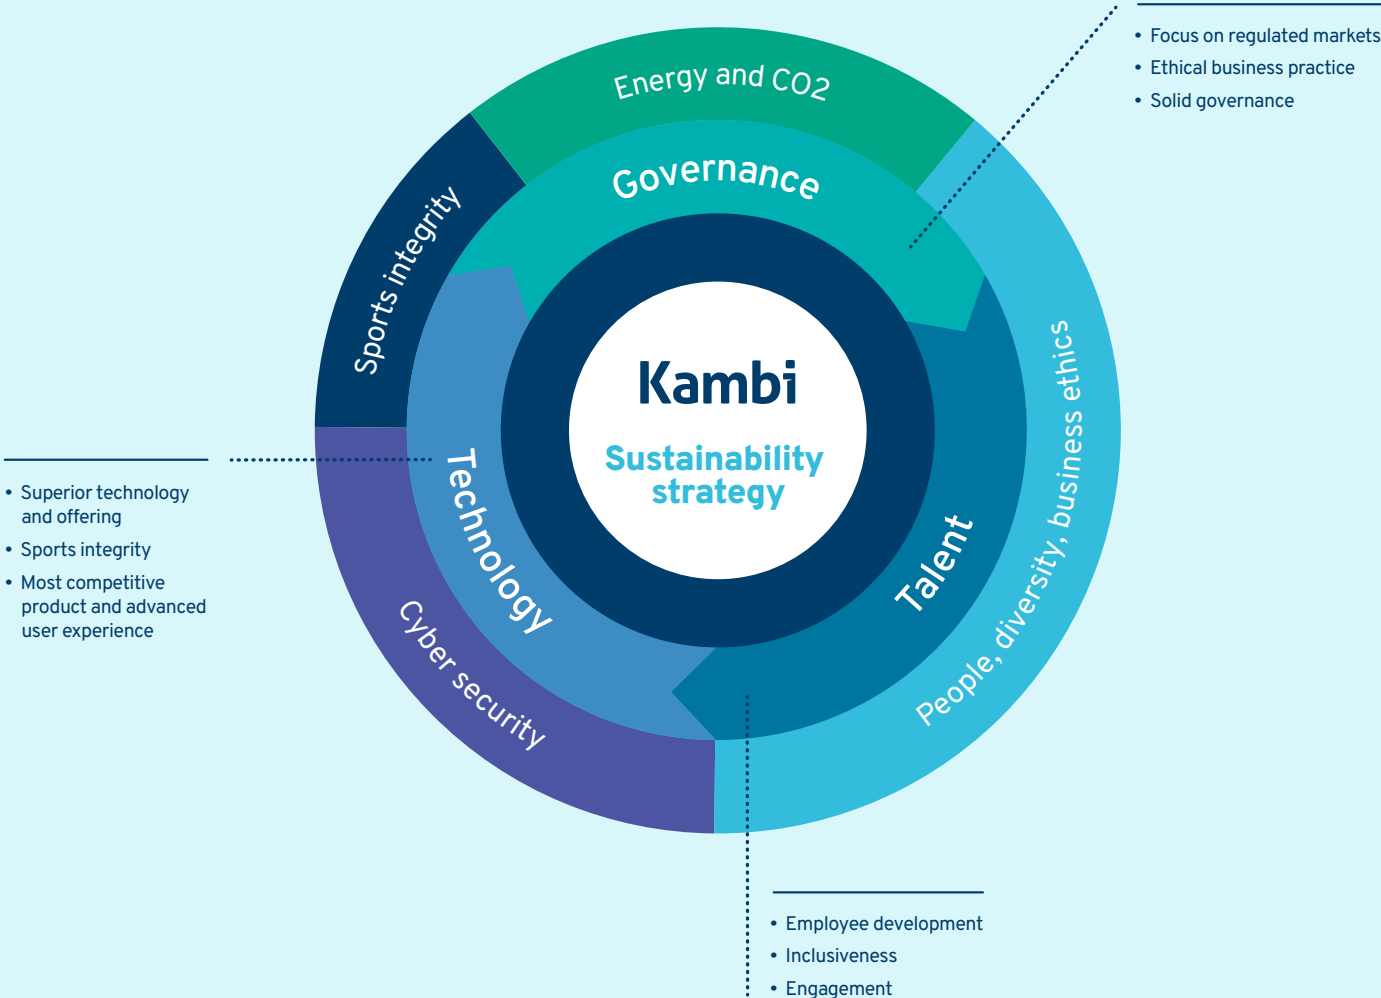 • Focus on regulated markets
• Ethical business practice
• Solid governance
Energy and CO2
Governance
Sports integrity
Kambi
Sustainability
strategy
People, diversity, business ethics
Technology
Talent
Cyber security
• Superior technology
and offering
• Sports integrity
• Most competitive
product and advanced
user experience
• Employee development
• Inclusiveness
• Engagement